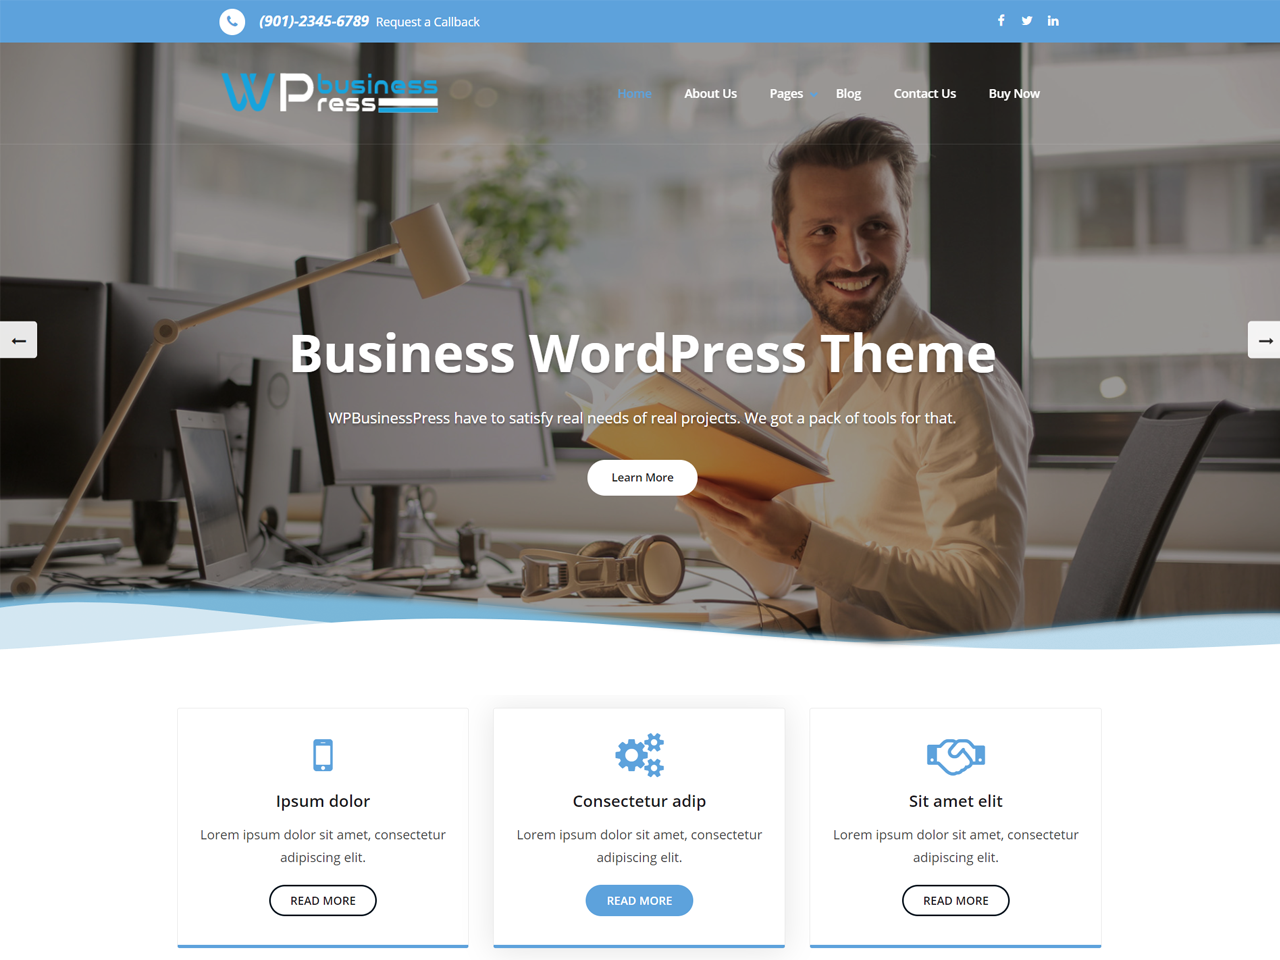 (901)-2345-6789 Request a Callback
WP business Press
Home About Us Pages Blog Contact Us Buy Now
Business WordPress Theme
WPBusinessPress have to satisfy real needs of real projects. We got a pack of tools for that.
Learn More
Ipsum dolor
Lorem ipsum dolor sit amet, consectetur
adipiscing elit.
READ MORE
Consectetur adip
Lorem ipsum dolor sit amet, consectetur
adipiscing elit.
READ MORE
Sit amet elit
Lorem ipsum dolor sit amet, consectetur
adipiscing elit.
READ MORE